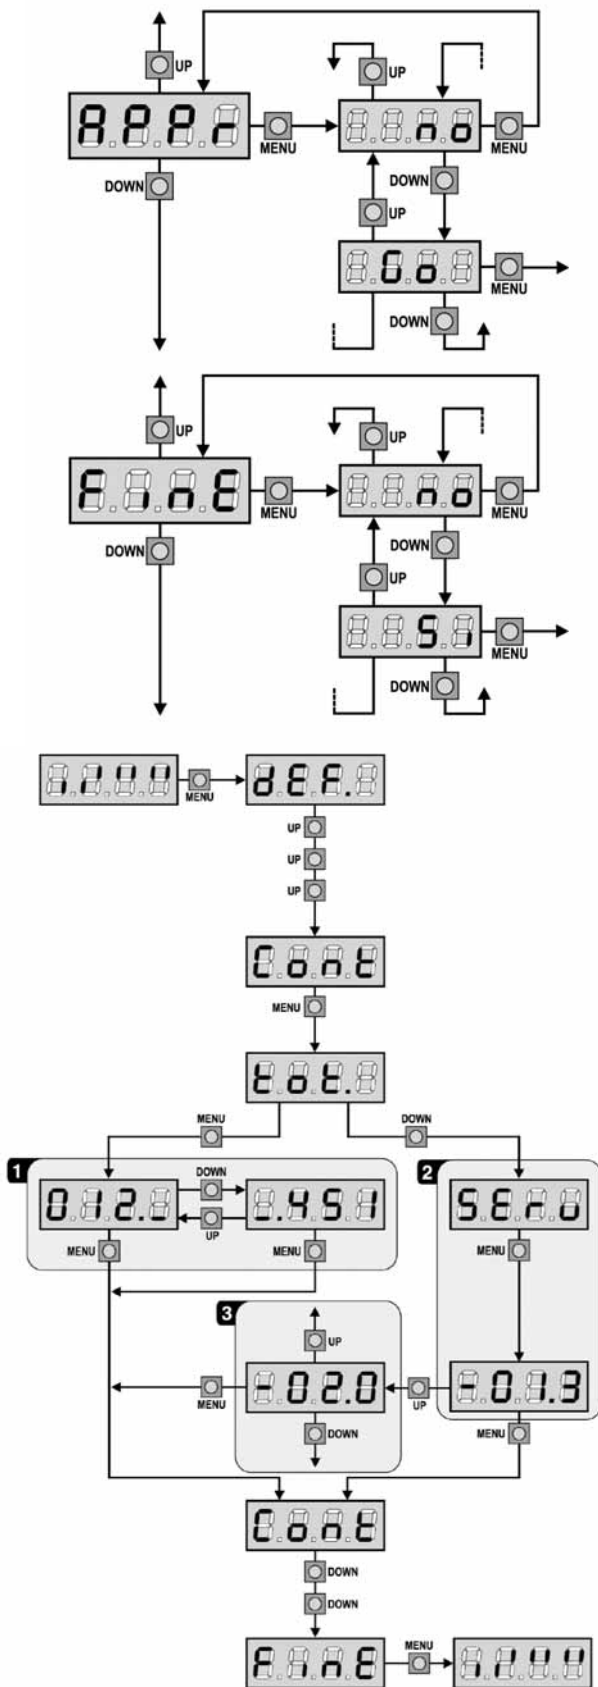 UP
UP
APPr
MENU
no
MENU
DOWN
DOWN
UP
Go
MENU
DOWN
UP
UP
FinE
MENU
no
MENU
DOWN
DOWN
UP
Si
MENU
DOWN
MENU
dEF.
UP
UP
UP
Cont
MENU
tot.
MENU
DOWN
1
DOWN
2
012._
_.451
SErv
UP
MENU
MENU
MENU
3
UP
-02.0
-01.3
MENU
UP
DOWN
MENU
Cont
DOWN
DOWN
FinE
MENU